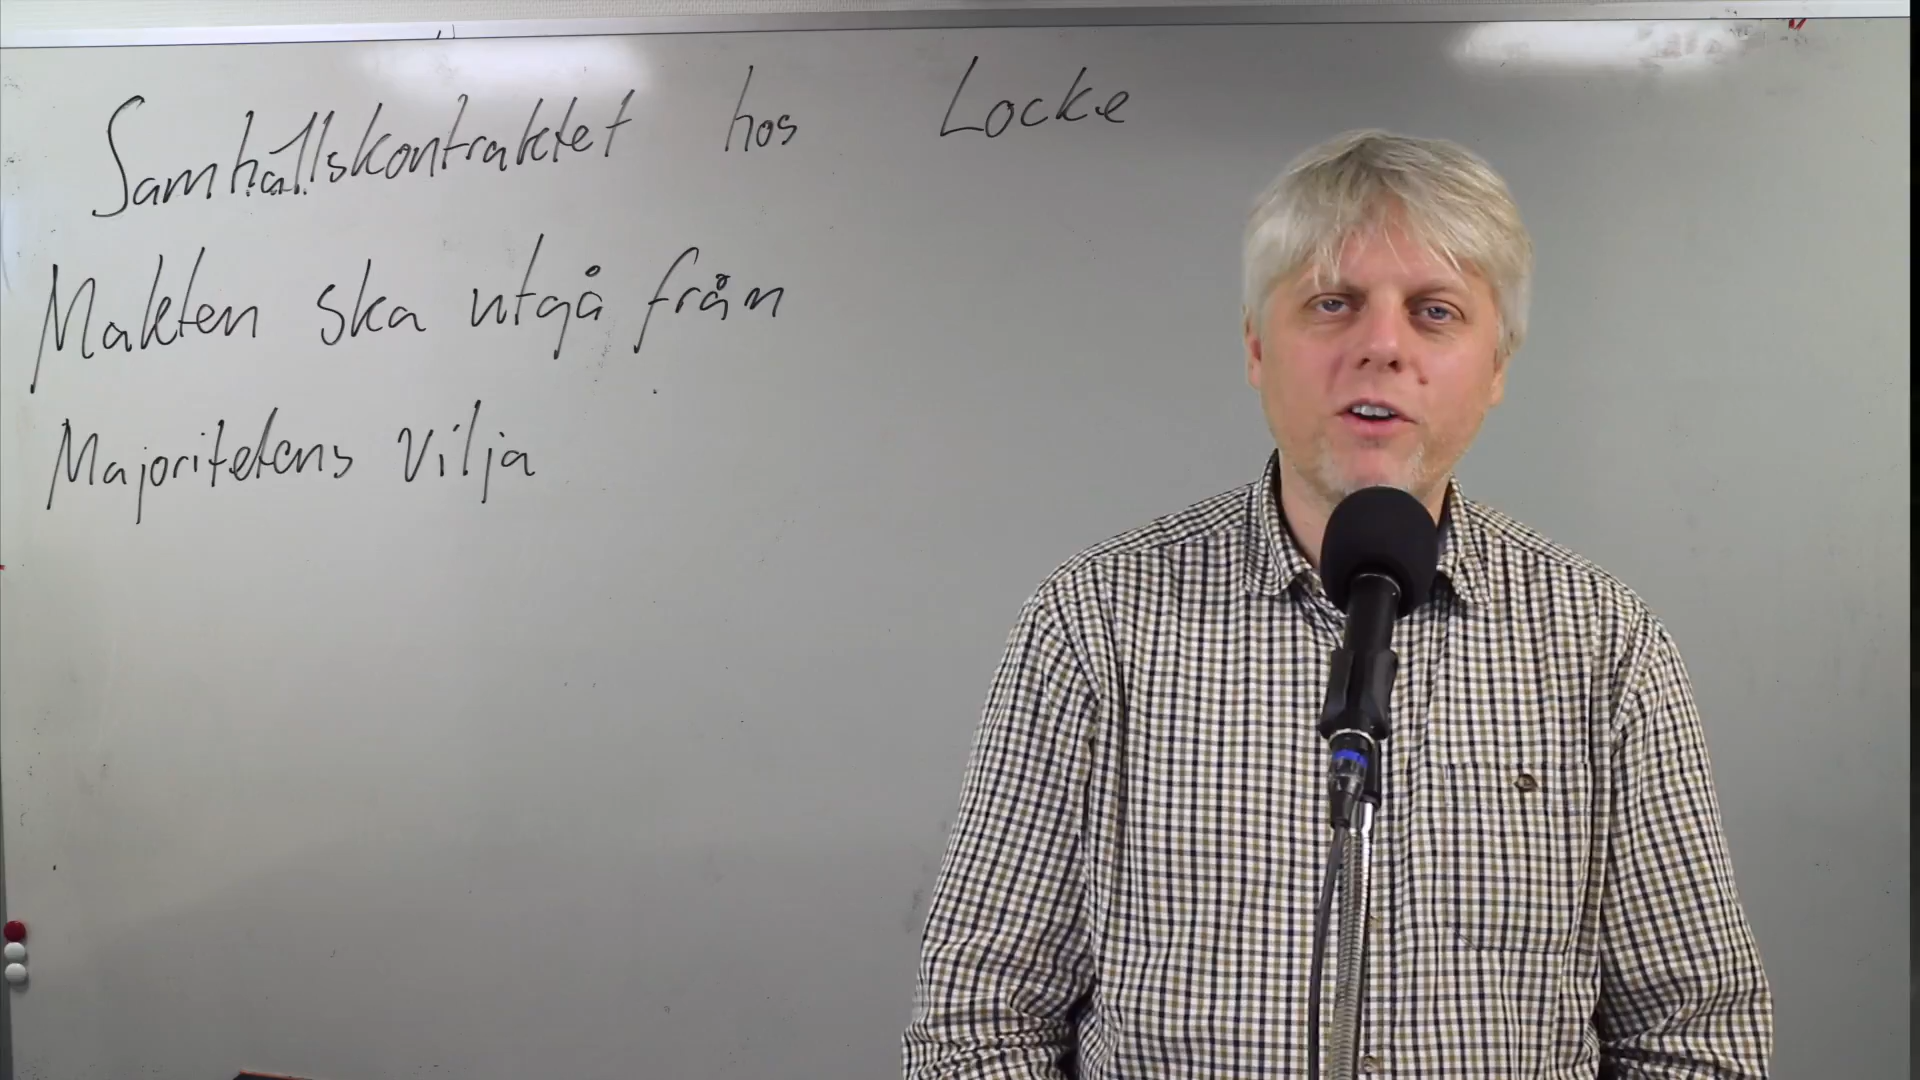 Samhällskontraktet hos Locke
Makten ska utgå från
Majoritetens vilja